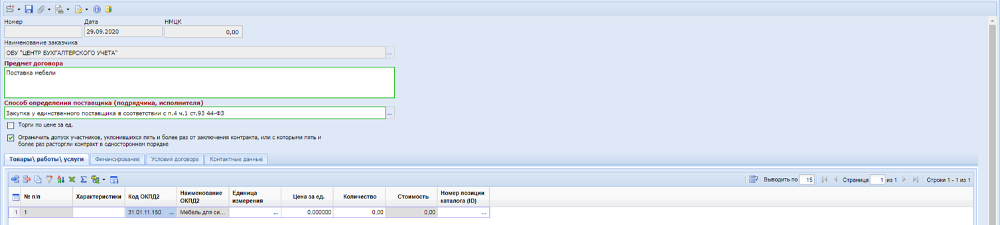 Номер Дата НМЦК
29.09.2020 0,00
Наименование заказчика
ОБУ "ЦЕНТР БУХГАЛТЕРСКОГО УЧЕТА" ...
Предмет договора
Поставка мебели
Способ определения поставщика (подрядчика, исполнителя)
Закупка у единственного поставщика в соответствии с п.4 ч.1 ст.93 44-ФЗ ...
Торги по цене за ед.
Ограничить допуск участников, уклонившихся пять и более раз от заключения контракта, или с которыми пять и
более раз расторгли контракт в одностороннем порядке
Товары\ работы\ услуги Финансирование Условия договора Контактные данные
Выводить по 15 Страница 1 из 1 Строки 1 - 1 из 1
№ п/п Характеристики Код ОКПД2 Наименование ОКПД2 Единица измерения Цена за ед. Количество Стоимость Номер позиции каталога (ID)
1 1 31.01.11.150 ... Мебель для си... ... 0,000000 0,00 0,00 ...